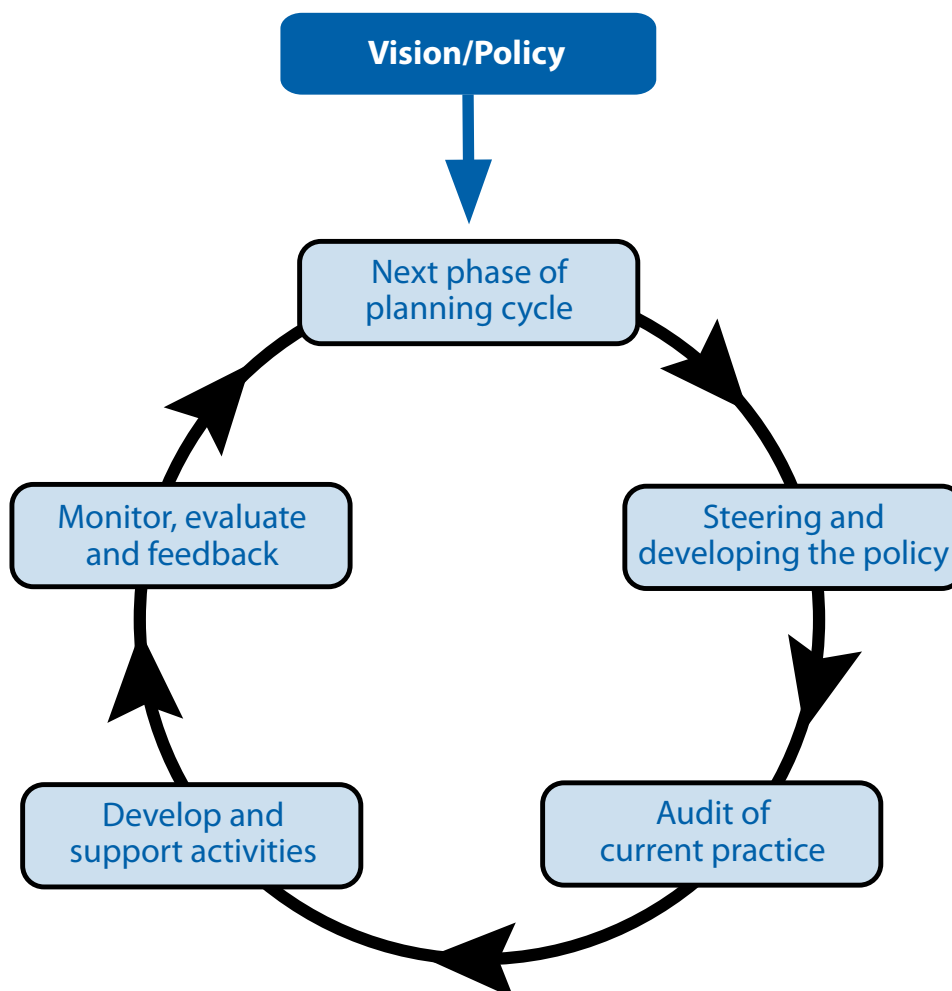 Vision/Policy
Next phase of
planning cycle
Steering and
developing the policy
Audit of
current practice
Develop and
support activities
Monitor, evaluate
and feedback